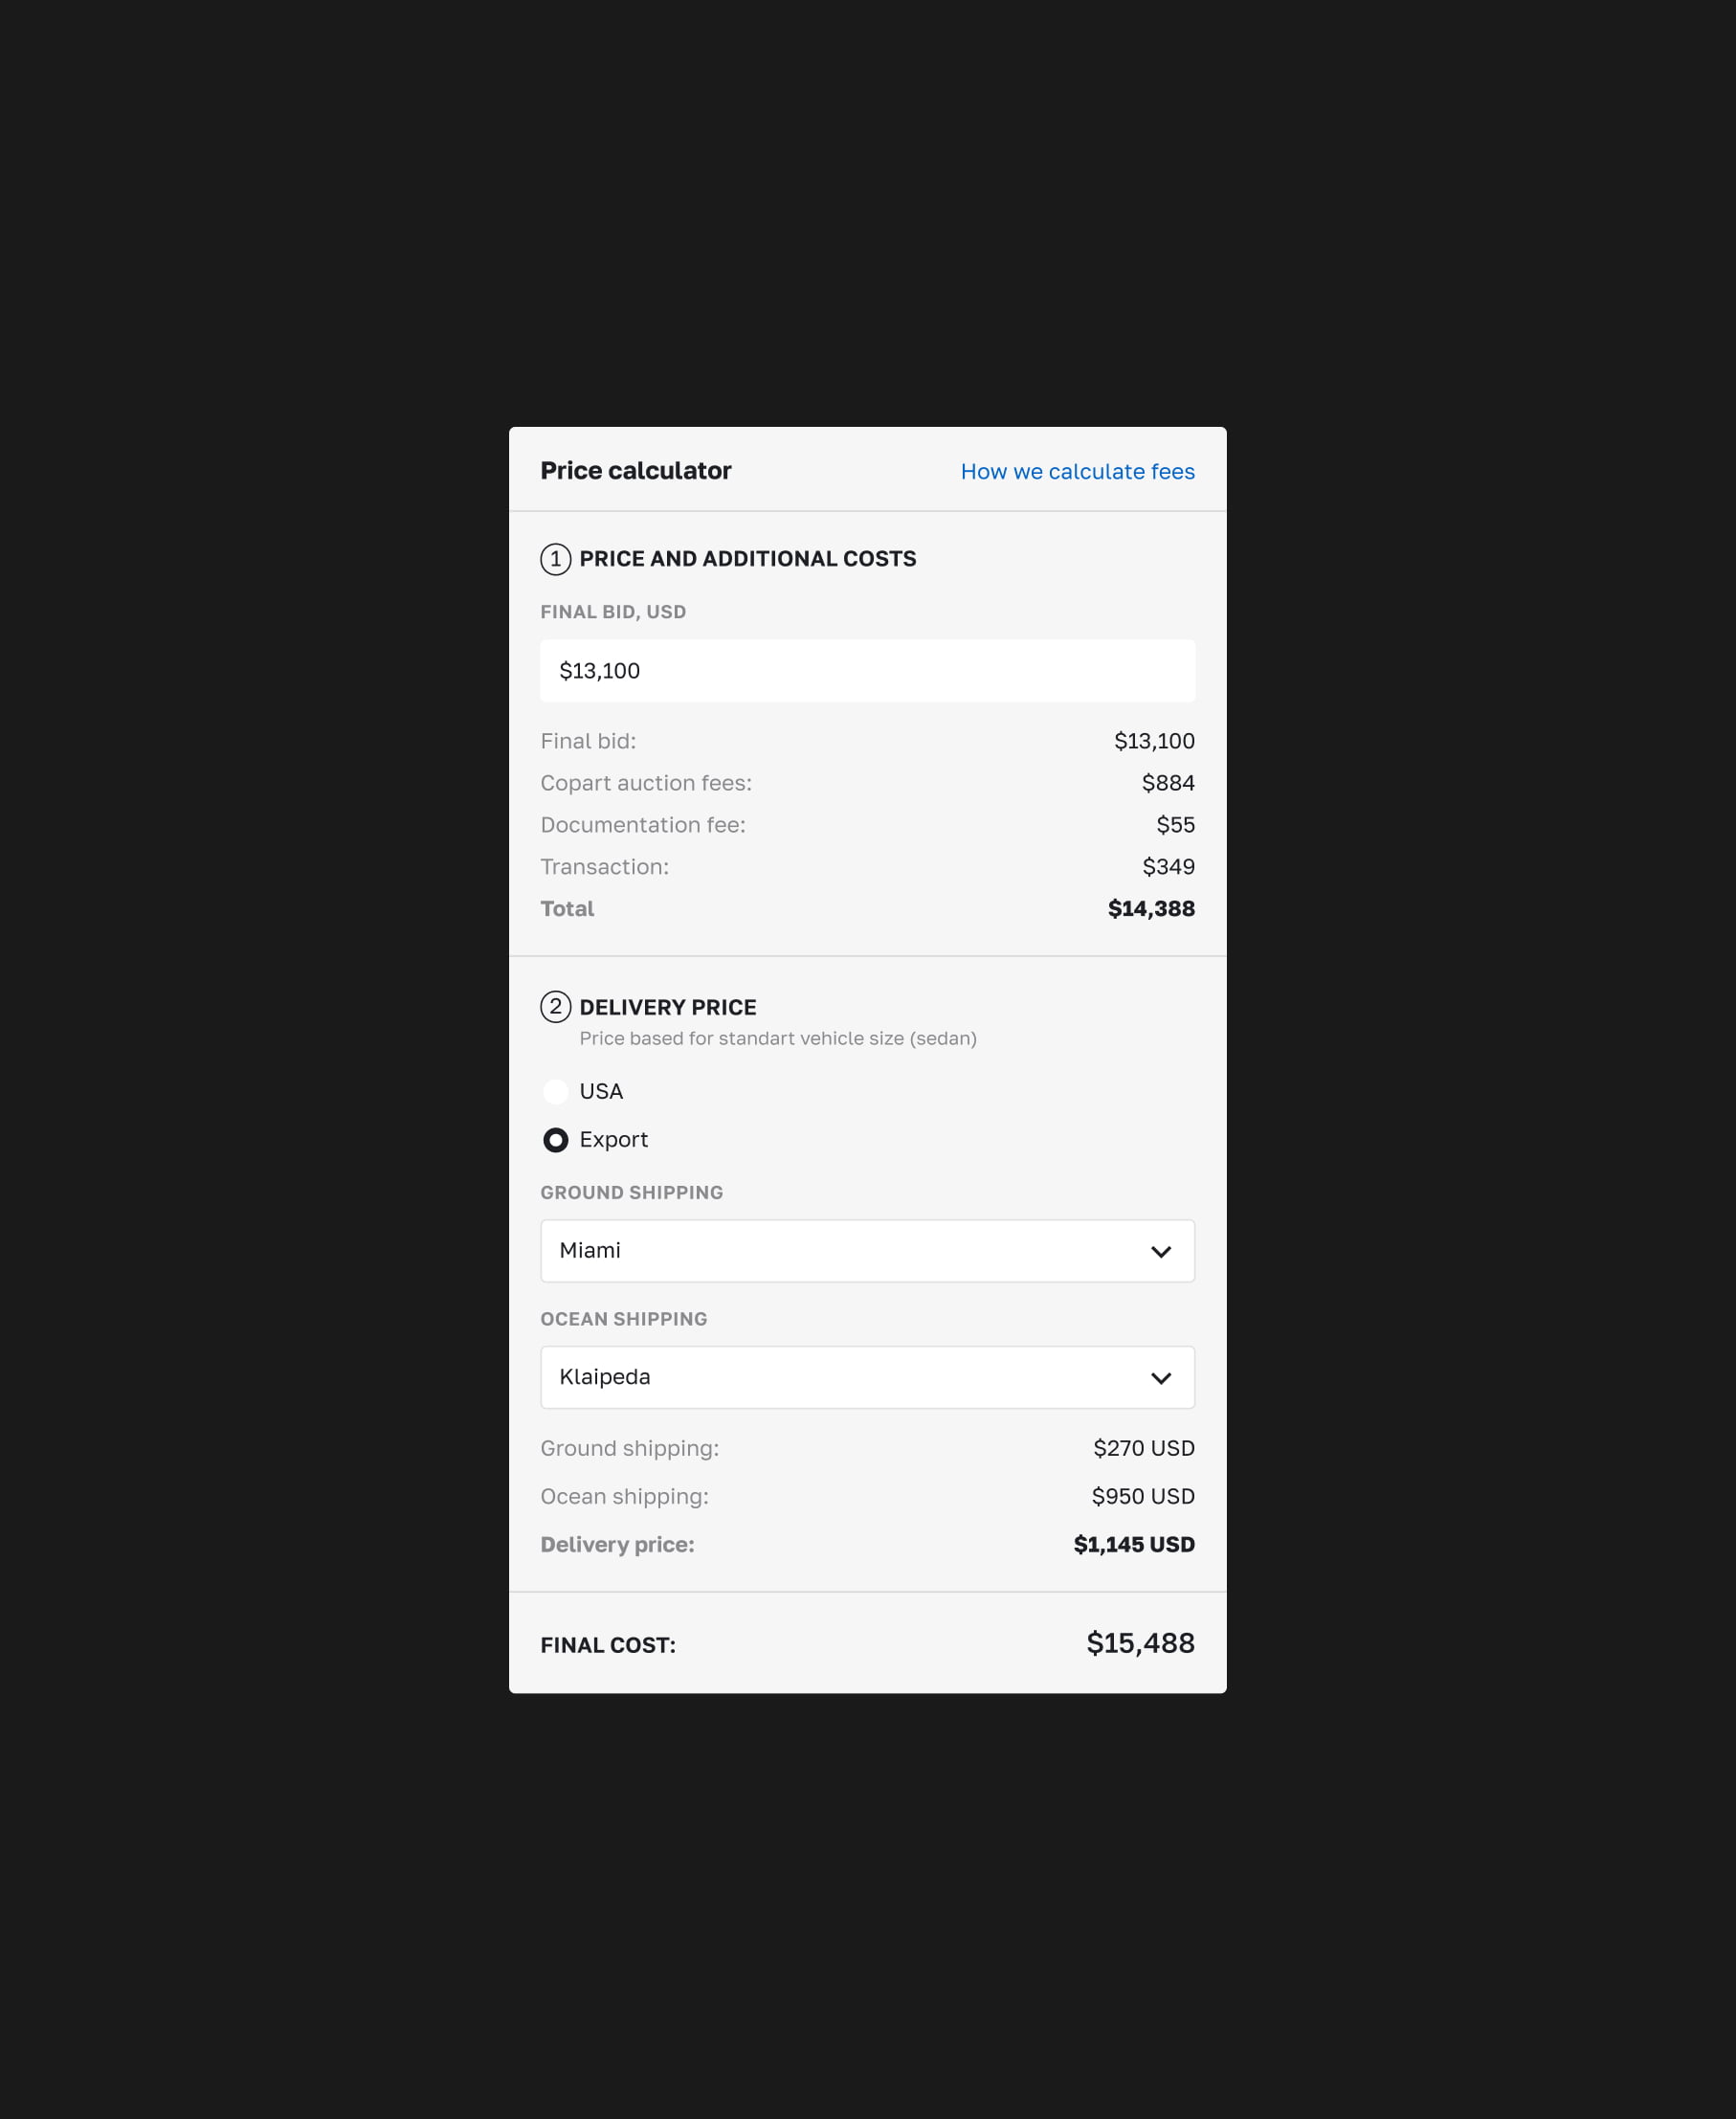 Price calculator
How we calculate fees
1 PRICE AND ADDITIONAL COSTS
FINAL BID, USD
$13,100
Final bid: $13,100
Copart auction fees: $884
Documentation fee: $55
Transaction: $349
Total $14,388
2 DELIVERY PRICE
Price based for standart vehicle size (sedan)
USA
Export
GROUND SHIPPING
Miami
OCEAN SHIPPING
Klaipeda
Ground shipping: $270 USD
Ocean shipping: $950 USD
Delivery price: $1,145 USD
FINAL COST: $15,488